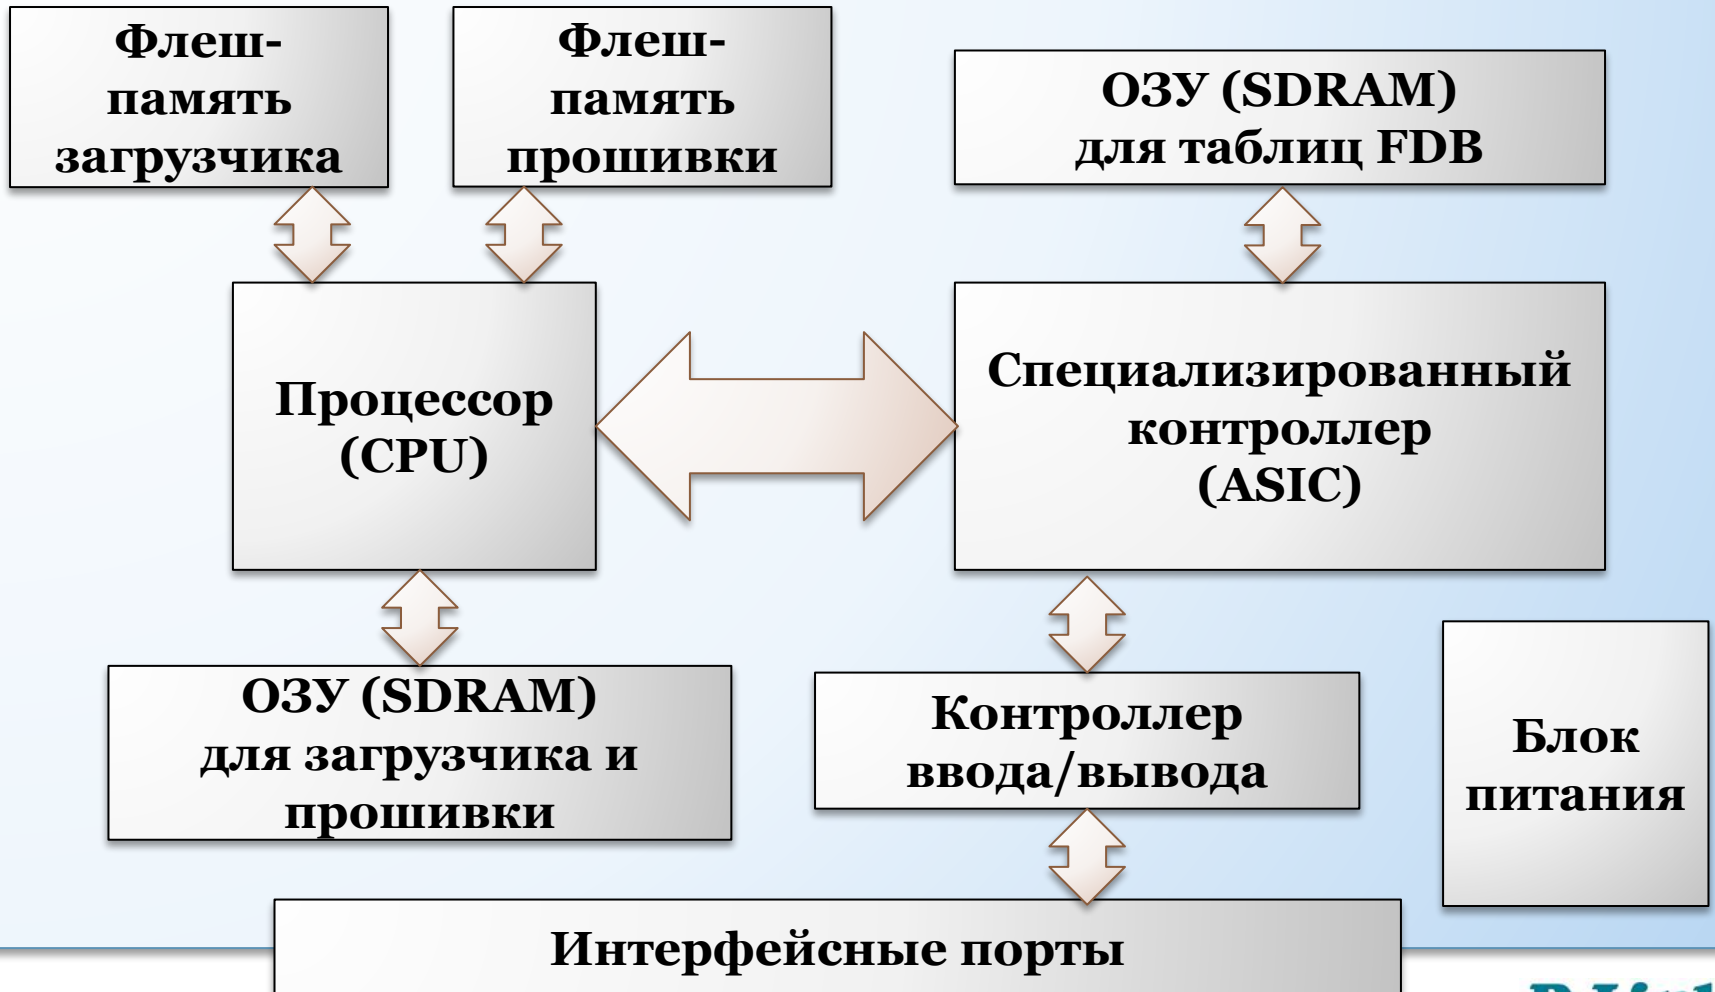 Флеш-
память
загрузчика
Флеш-
память
прошивки
ОЗУ (SDRAM)
для таблиц FDB
Процессор
(CPU)
Специализированный
контроллер
(ASIC)
ОЗУ (SDRAM)
для загрузчика и
прошивки
Контроллер
ввода/вывода
Блок
питания
Интерфейсные порты